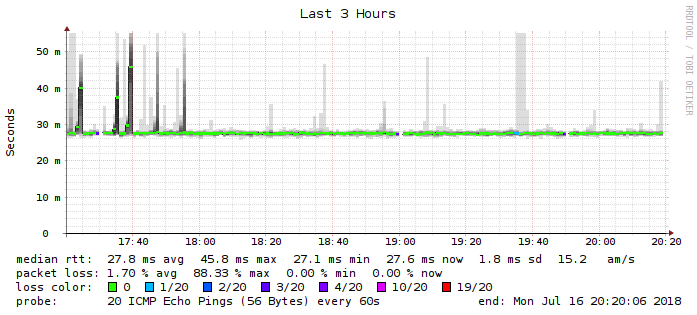 Last 3 Hours
RRDTOOL / TOBI OETIKER
Seconds
50 m
40 m
30 m
20 m
10 m
0
17:40 18:00 18:20 18:40 19:00 19:20 19:40 20:00 20:20
median rtt: 27.8 ms avg 45.8 ms max 27.1 ms min 27.6 ms now 1.8 ms sd 15.2 am/s
packet loss: 1.70 % avg 88.33 % max 0.00 % min 0.00 % now
loss color: 0 1/20 2/20 3/20 4/20 10/20 19/20
probe: 20 ICMP Echo Pings (56 Bytes) every 60s end: Mon Jul 16 20:20:06 2018